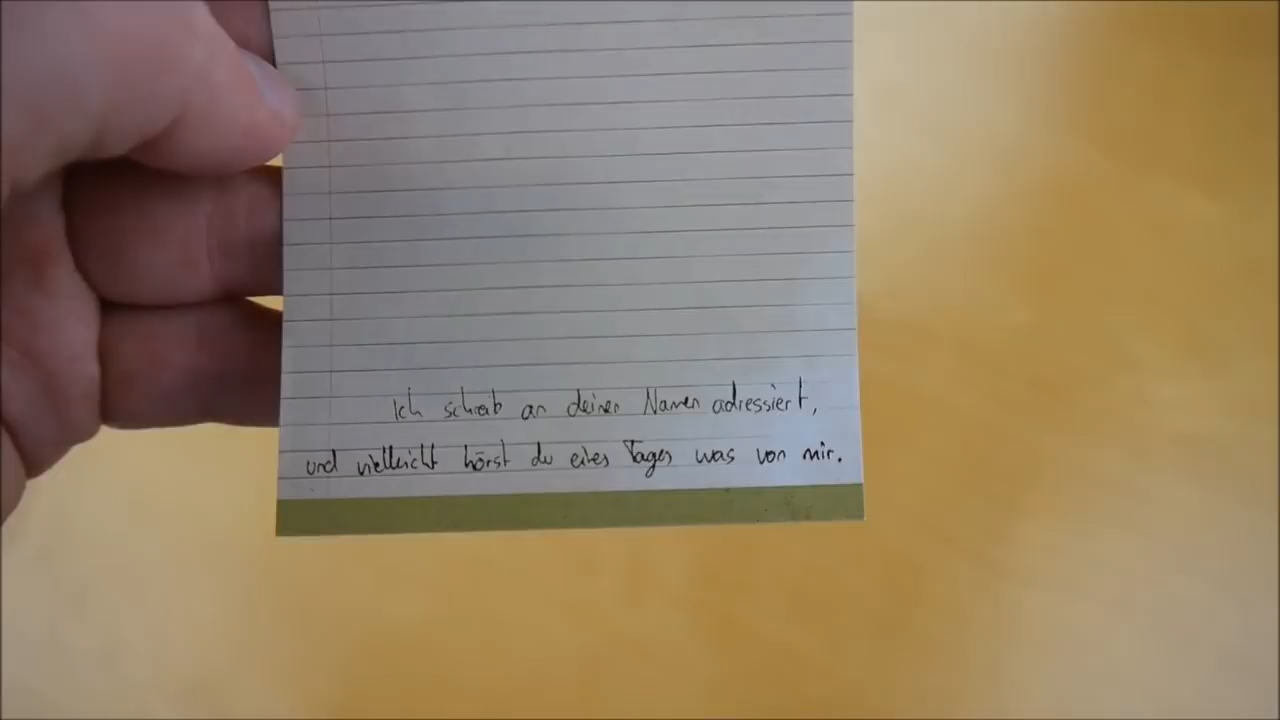 Ich schreib an deinen Namen adressiert,
und vielleicht hörst du eines Tages was von mir.